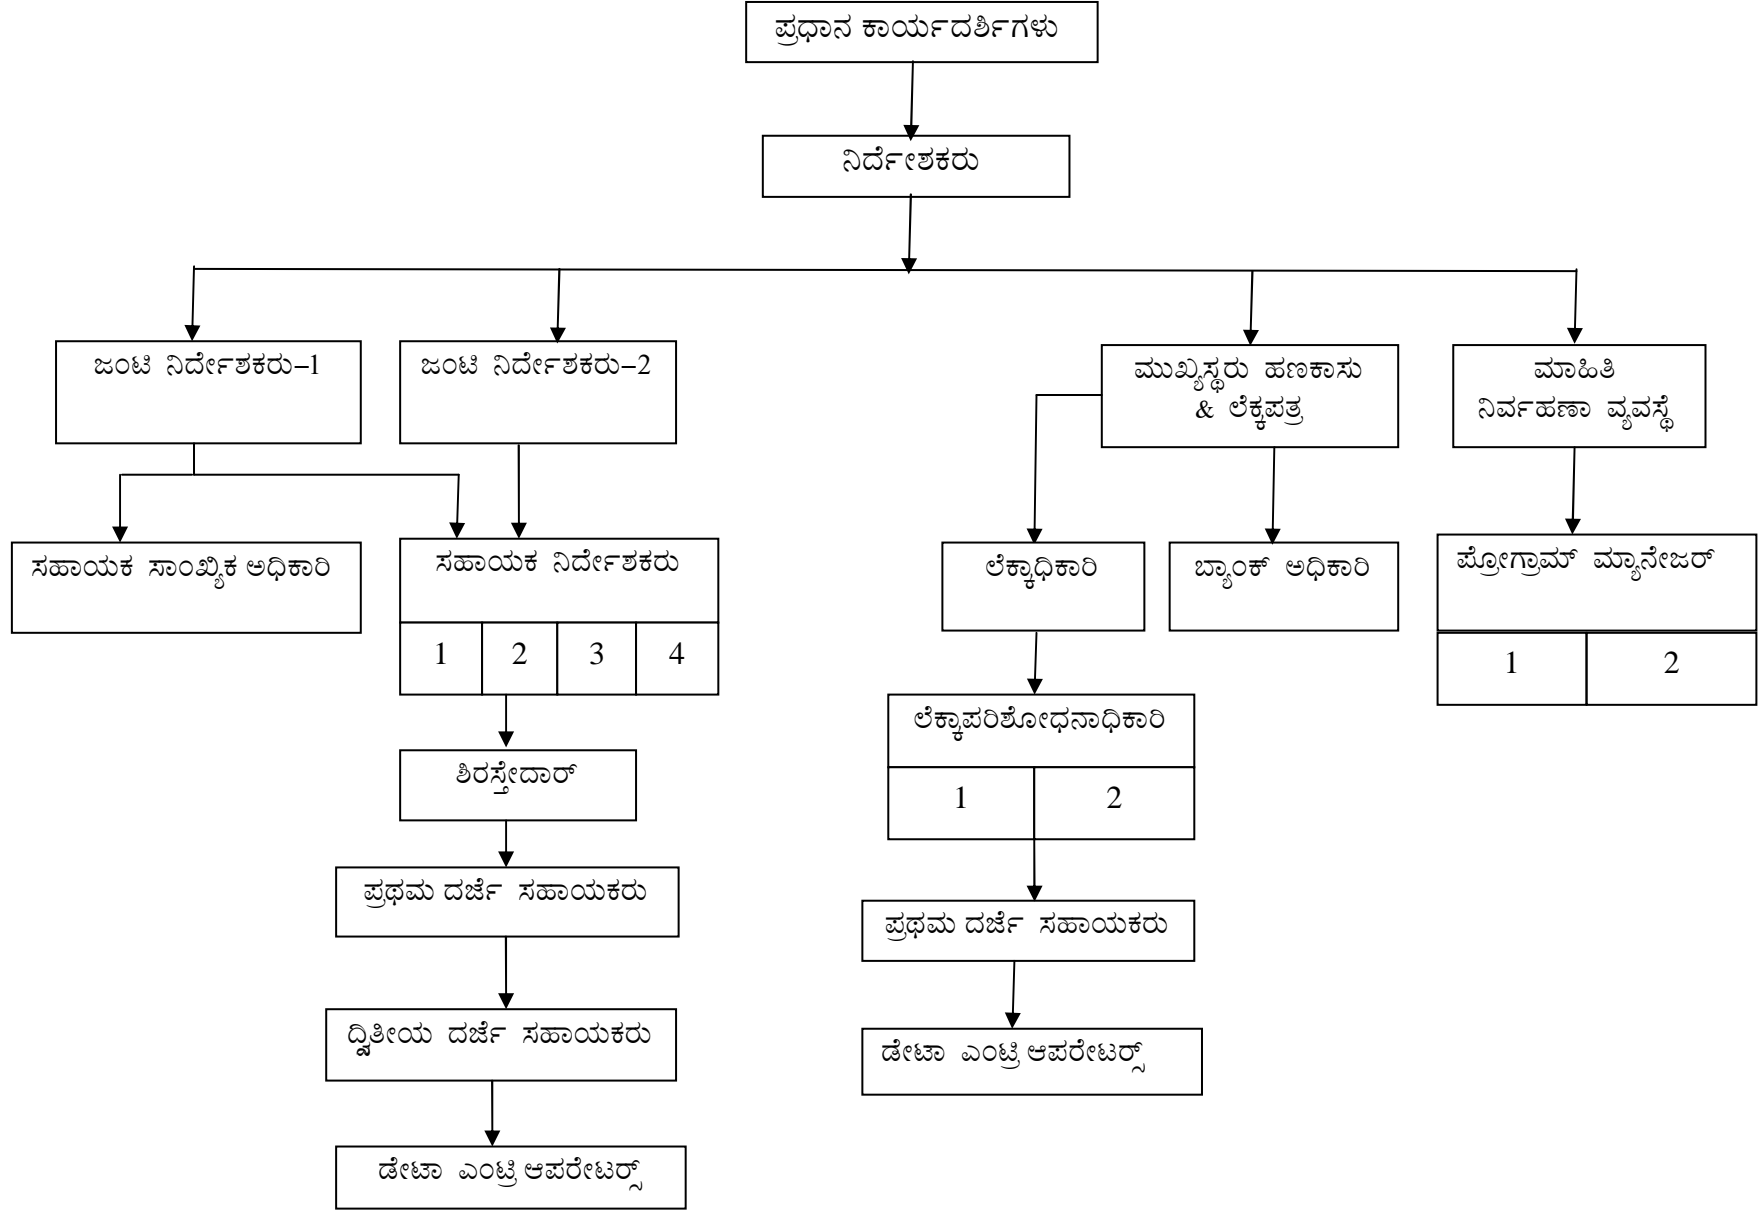 ಪ್ರಧಾನ ಕಾರ್ಯದರ್ಶಿಗಳು
ನಿರ್ದೇಶಕರು
ಜಂಟಿ ನಿರ್ದೇಶಕರು–1
ಜಂಟಿ ನಿರ್ದೇಶಕರು–2
ಮುಖ್ಯಸ್ಥರು ಹಣಕಾಸು
& ಲೆಕ್ಕಪತ್ರ
ಮಾಹಿತಿ
ನಿರ್ವಹಣಾ ವ್ಯವಸ್ಥೆ
ಸಹಾಯಕ ಸಾಂಖ್ಯಿಕ ಅಧಿಕಾರಿ
ಸಹಾಯಕ ನಿರ್ದೇಶಕರು
1 2 3 4
ಲೆಕ್ಕಾಧಿಕಾರಿ
ಬ್ಯಾಂಕ್ ಅಧಿಕಾರಿ
ಪ್ರೋಗ್ರಾಮ್ ಮ್ಯಾನೇಜರ್
1 2
ಲೆಕ್ಕಾಪರಿಶೋಧನಾಧಿಕಾರಿ
1 2
ಶಿರಸ್ತೇದಾರ್
ಪ್ರಥಮ ದರ್ಜೆ ಸಹಾಯಕರು
ಪ್ರಥಮ ದರ್ಜೆ ಸಹಾಯಕರು
ದ್ವಿತೀಯ ದರ್ಜೆ ಸಹಾಯಕರು
ಡೇಟಾ ಎಂಟ್ರಿ ಆಪರೇಟರ್ಸ್
ಡೇಟಾ ಎಂಟ್ರಿ ಆಪರೇಟರ್ಸ್